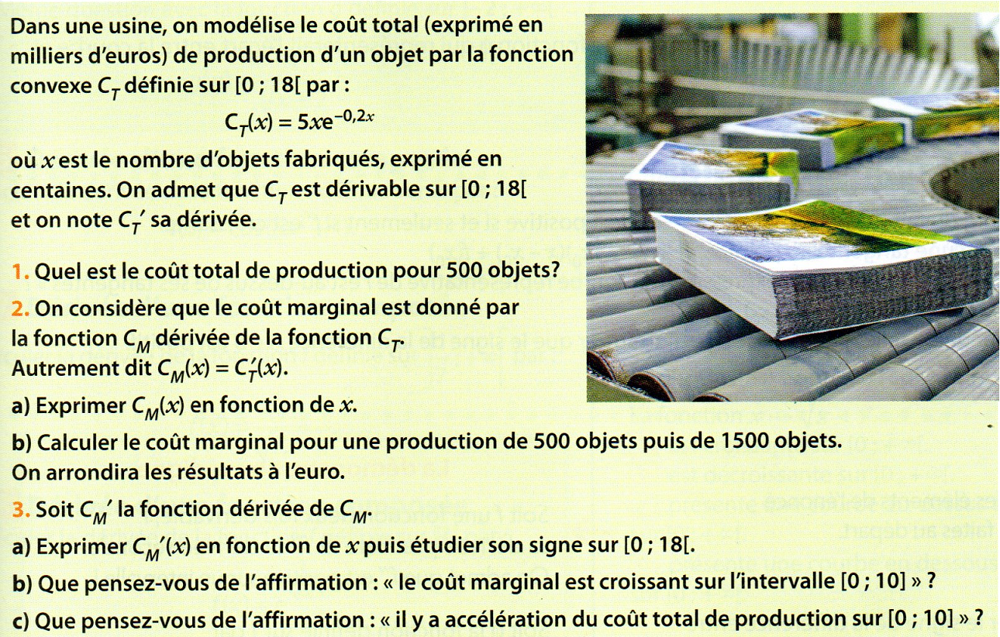 Dans une usine, on modélise le coût total (exprimé en
milliers d'euros) de production d'un objet par la fonction
convexe C_T définie sur [0 ; 18[ par :
C_T(x) = 5xe^{–0,2x}
où x est le nombre d'objets fabriqués, exprimé en
centaines. On admet que C_T est dérivable sur [0 ; 18[
et on note C_T′ sa dérivée.
1. Quel est le coût total de production pour 500 objets?
2. On considère que le coût marginal est donné par
la fonction C_M dérivée de la fonction C_T.
Autrement dit C_M(x) = C_T′(x).
a) Exprimer C_M(x) en fonction de x.
b) Calculer le coût marginal pour une production de 500 objets puis de 1500 objets.
On arrondira les résultats à l'euro.
3. Soit C_M′ la fonction dérivée de C_M.
a) Exprimer C_M′(x) en fonction de x puis étudier son signe sur [0 ; 18[.
b) Que pensez-vous de l'affirmation : « le coût marginal est croissant sur l'intervalle [0 ; 10] » ?
c) Que pensez-vous de l'affirmation : « il y a accélération du coût total de production sur [0 ; 10] » ?